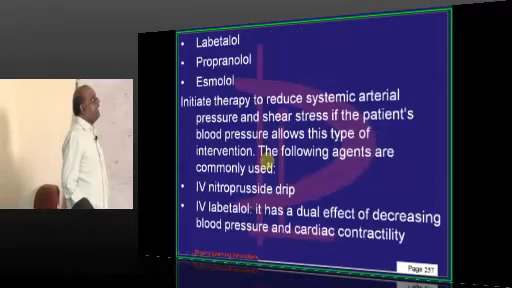 • Labetalol
• Propranolol
• Esmolol
Initiate therapy to reduce systemic arterial
pressure and shear stress if the patient's
blood pressure allows this type of
intervention. The following agents are
commonly used:
• IV nitroprusside drip
• IV labetalol: it has a dual effect of decreasing
blood pressure and cardiac contractility
Page 257